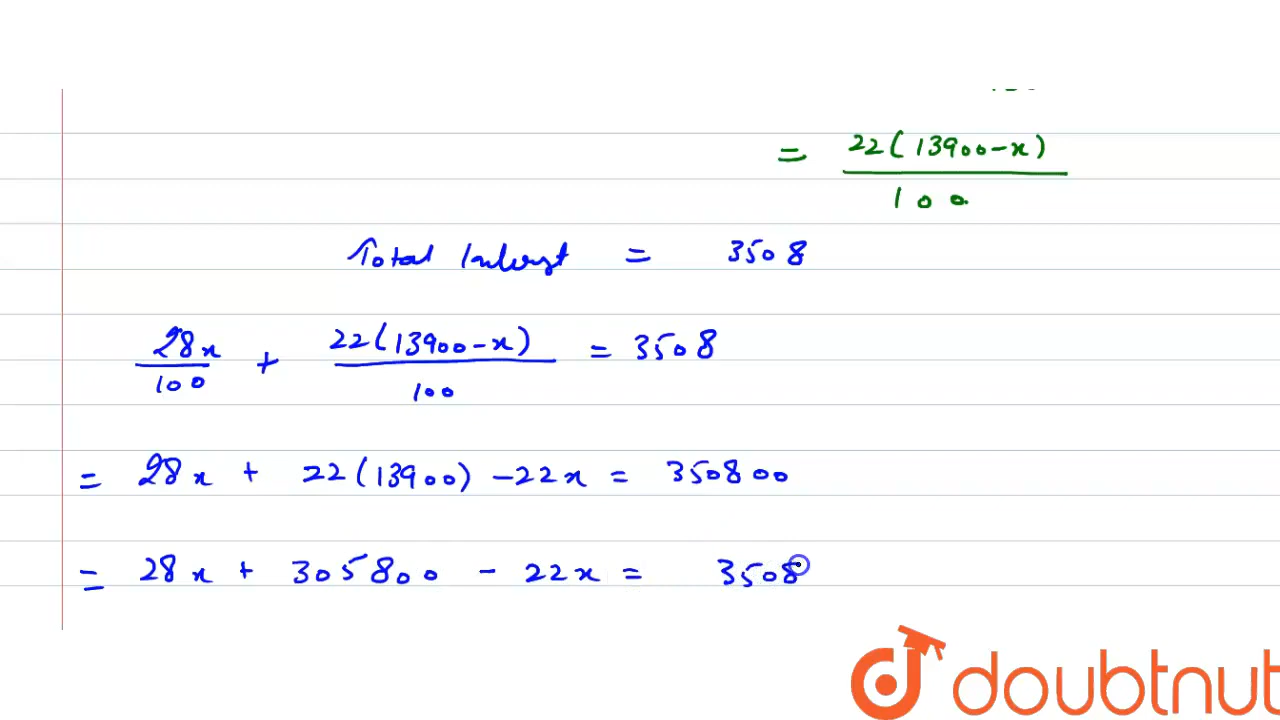 = 22(13900-x)
100
Total Interest = 3508
28x/100 + 22(13900-x)/100 = 3508
= 28x + 22(13900) -22x = 350800
= 28x + 305800 - 22x = 3508
doubtnut